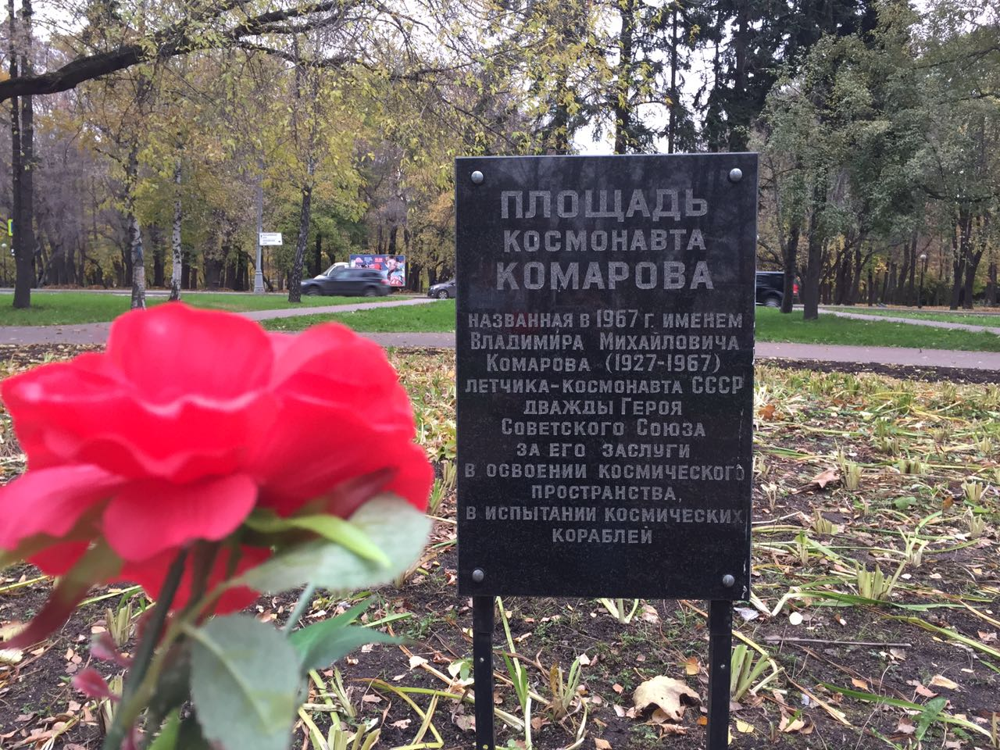 ПЛОЩАДЬ
КОСМОНАВТА
КОМАРОВА
НАЗВАННАЯ В 1967 Г. ИМЕНЕМ
ВЛАДИМИРА МИХАЙЛОВИЧА
КОМАРОВА (1927-1967)
ЛЕТЧИКА-КОСМОНАВТА СССР
ДВАЖДЫ ГЕРОЯ
СОВЕТСКОГО СОЮЗА
ЗА ЕГО ЗАСЛУГИ
В ОСВОЕНИИ КОСМИЧЕСКОГО
ПРОСТРАНСТВА,
В ИСПЫТАНИИ КОСМИЧЕСКИХ
КОРАБЛЕЙ